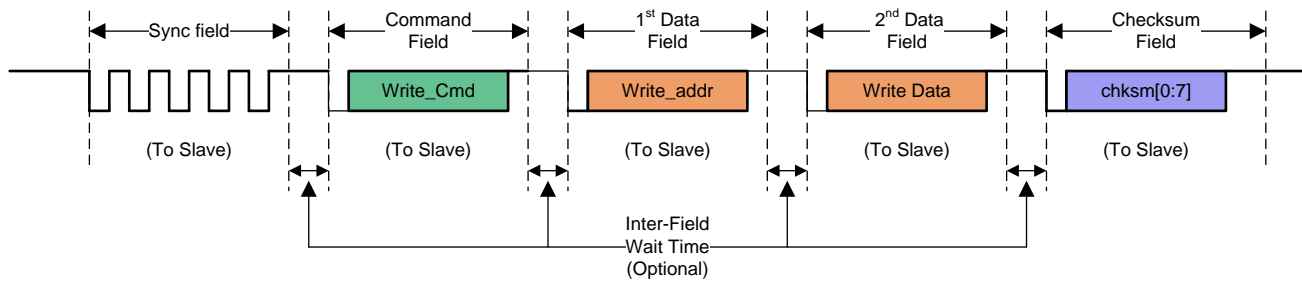 Sync field
Command
Field
1st Data
Field
2nd Data
Field
Checksum
Field
Write_Cmd
Write_addr
Write Data
chksm[0:7]
(To Slave)
(To Slave)
(To Slave)
(To Slave)
(To Slave)
Inter-Field
Wait Time
(Optional)